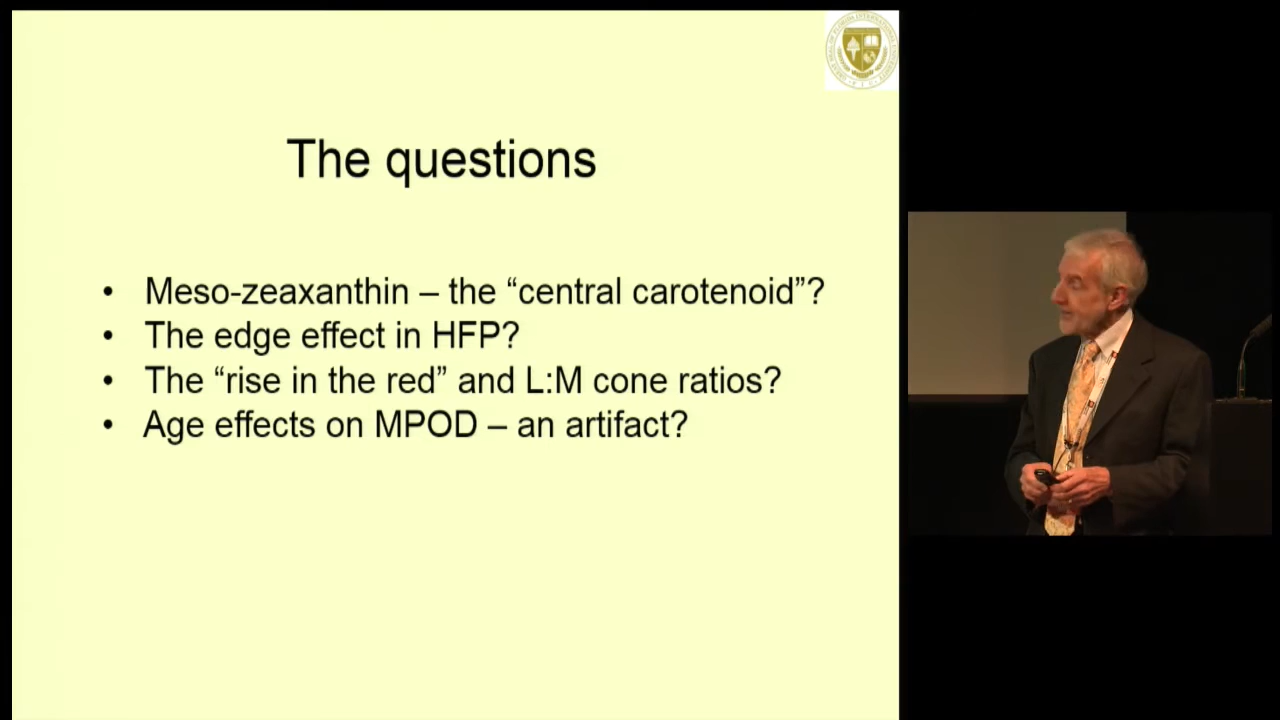 The questions
• Meso-zeaxanthin – the “central carotenoid”?
• The edge effect in HFP?
• The “rise in the red” and L:M cone ratios?
• Age effects on MPOD – an artifact?